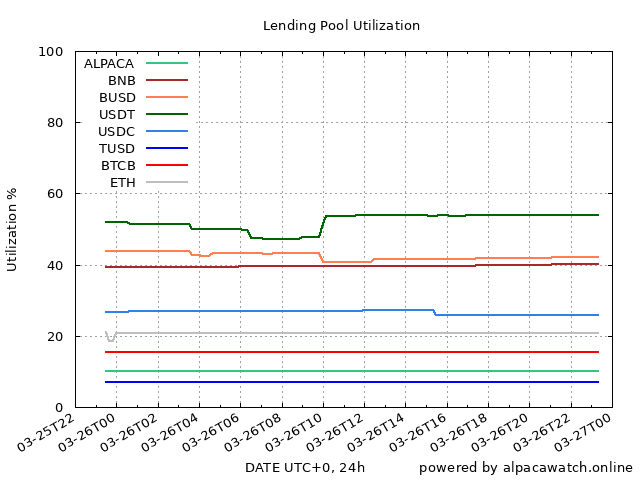 Lending Pool Utilization
100
80
60
40
20
0
Utilization %
ALPACA
BNB
BUSD
USDT
USDC
TUSD
BTCB
ETH
03-25T22
03-26T00
03-26T02
03-26T04
03-26T06
03-26T08
03-26T10
03-26T12
03-26T14
03-26T16
03-26T18
03-26T20
03-26T22
03-27T00
DATE UTC+0, 24h
powered by alpacawatch.online